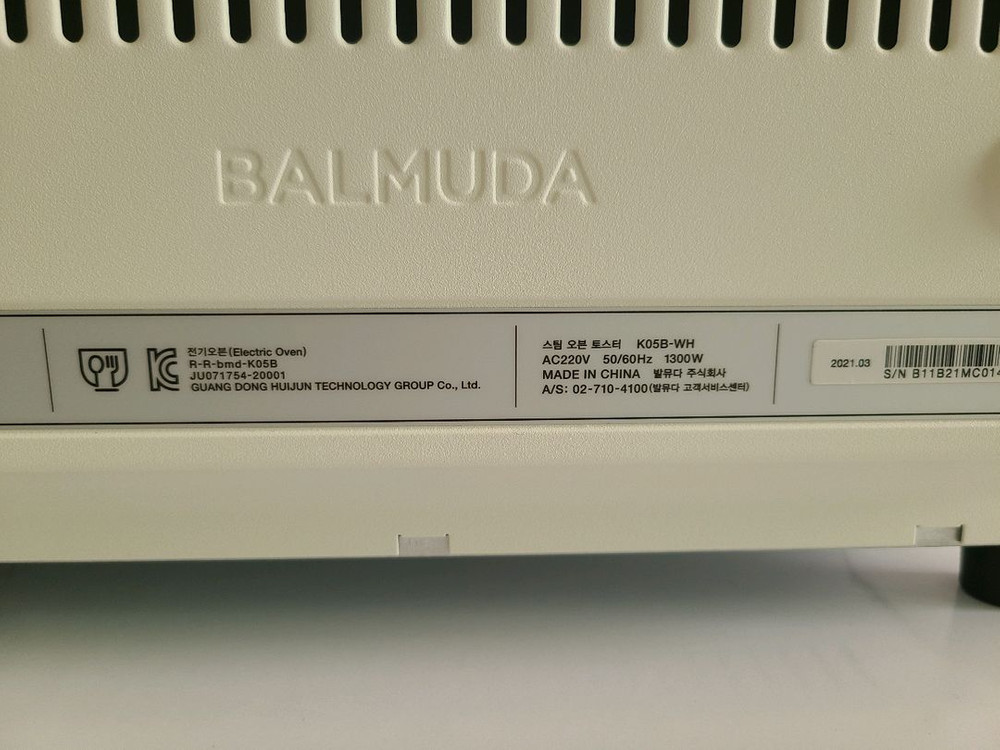 BALMUDA
전기오븐(Electric Oven)
R-R-bmd-K05B
JU071754-20001
GUANG DONG HUIJUN TECHNOLOGY GROUP Co., Ltd.
스팀 오븐 토스터 K05B-WH
AC220V 50/60Hz 1300W
MADE IN CHINA 발뮤다 주식회사
A/S: 02-710-4100(발뮤다 고객서비스센터)
2021.03
S/N B11B21MC014